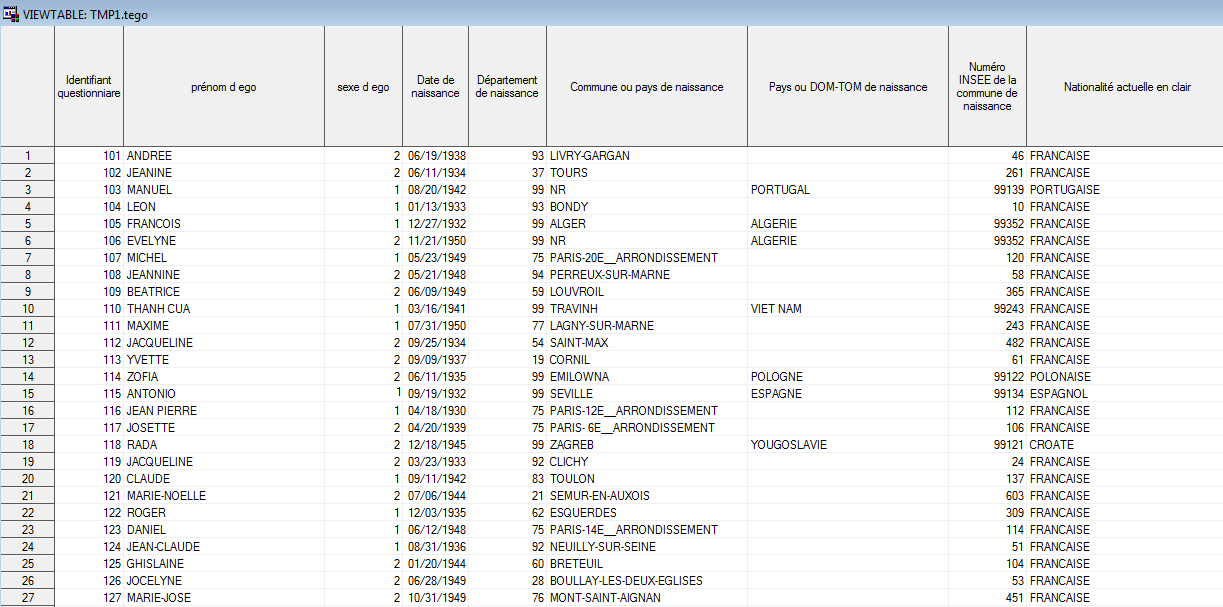 VIEWTABLE: TMP1.tego
Identifiant questionniare prénom d ego sexe d ego Date de naissance Département de naissance Commune ou pays de naissance Pays ou DOM-TOM de naissance Numéro INSEE de la commune de naissance Nationalité actuelle en clair
1 101 ANDREE 2 06/19/1938 93 LIVRY-GARGAN 46 FRANCAISE
2 102 JEANINE 2 06/11/1934 37 TOURS 261 FRANCAISE
3 103 MANUEL 1 08/20/1942 99 NR PORTUGAL 99139 PORTUGAISE
4 104 LEON 1 01/13/1933 93 BONDY 10 FRANCAISE
5 105 FRANCOIS 1 12/27/1932 99 ALGER ALGERIE 99352 FRANCAISE
6 106 EVELYNE 2 11/21/1950 99 NR ALGERIE 99352 FRANCAISE
7 107 MICHEL 1 05/23/1949 75 PARIS-20E__ARRONDISSEMENT 120 FRANCAISE
8 108 JEANNINE 2 05/21/1948 94 PERREUX-SUR-MARNE 58 FRANCAISE
9 109 BEATRICE 2 06/09/1949 59 LOUVROIL 365 FRANCAISE
10 110 THANH CUA 1 03/16/1941 99 TRAVINH VIET NAM 99243 FRANCAISE
11 111 MAXIME 1 07/31/1950 77 LAGNY-SUR-MARNE 243 FRANCAISE
12 112 JACQUELINE 2 09/25/1934 54 SAINT-MAX 482 FRANCAISE
13 113 YVETTE 2 09/09/1937 19 CORNIL 61 FRANCAISE
14 114 ZOFIA 2 06/11/1935 99 EMILOWNA POLOGNE 99122 POLONAISE
15 115 ANTONIO 1 09/19/1932 99 SEVILLE ESPAGNE 99134 ESPAGNOL
16 116 JEAN PIERRE 1 04/18/1930 75 PARIS-12E__ARRONDISSEMENT 112 FRANCAISE
17 117 JOSETTE 2 04/20/1939 75 PARIS- 6E__ARRONDISSEMENT 106 FRANCAISE
18 118 RADA 2 12/18/1945 99 ZAGREB YOUGOSLAVIE 99121 CROATE
19 119 JACQUELINE 2 03/23/1933 92 CLICHY 24 FRANCAISE
20 120 CLAUDE 1 09/11/1942 83 TOULON 137 FRANCAISE
21 121 MARIE-NOELLE 2 07/06/1944 21 SEMUR-EN-AUXOIS 603 FRANCAISE
22 122 ROGER 1 12/03/1935 62 ESQUERDES 309 FRANCAISE
23 123 DANIEL 1 06/12/1948 75 PARIS-14E__ARRONDISSEMENT 114 FRANCAISE
24 124 JEAN-CLAUDE 1 08/31/1936 92 NEUILLY-SUR-SEINE 51 FRANCAISE
25 125 GHISLAINE 2 01/20/1944 60 BRETEUIL 104 FRANCAISE
26 126 JOCELYNE 2 06/28/1949 28 BOULLAY-LES-DEUX-EGLISES 53 FRANCAISE
27 127 MARIE-JOSE 2 10/31/1949 76 MONT-SAINT-AIGNAN 451 FRANCAISE